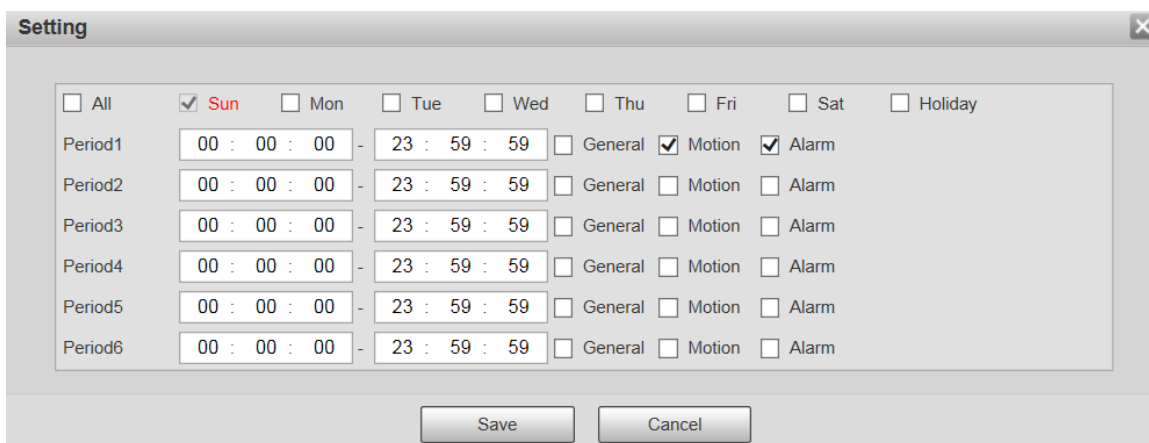 Setting
All Sun Mon Tue Wed Thu Fri Sat Holiday
Period1 00 : 00 : 00 - 23 : 59 : 59 General Motion Alarm
Period2 00 : 00 : 00 - 23 : 59 : 59 General Motion Alarm
Period3 00 : 00 : 00 - 23 : 59 : 59 General Motion Alarm
Period4 00 : 00 : 00 - 23 : 59 : 59 General Motion Alarm
Period5 00 : 00 : 00 - 23 : 59 : 59 General Motion Alarm
Period6 00 : 00 : 00 - 23 : 59 : 59 General Motion Alarm
Save Cancel